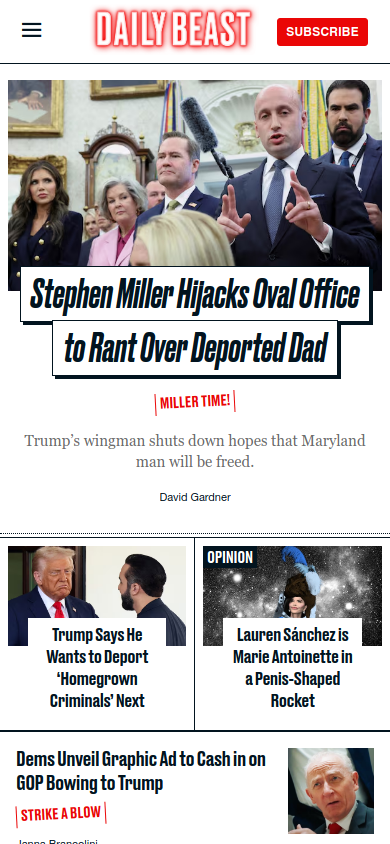 DAILY BEAST
SUBSCRIBE
Stephen Miller Hijacks Oval Office
to Rant Over Deported Dad
MILLER TIME!
Trump’s wingman shuts down hopes that Maryland
man will be freed.
David Gardner
Trump Says He
Wants to Deport
‘Homegrown
Criminals’ Next
OPINION
Lauren Sánchez is
Marie Antoinette in
a Penis-Shaped
Rocket
Dems Unveil Graphic Ad to Cash in on
GOP Bowing to Trump
STRIKE A BLOW